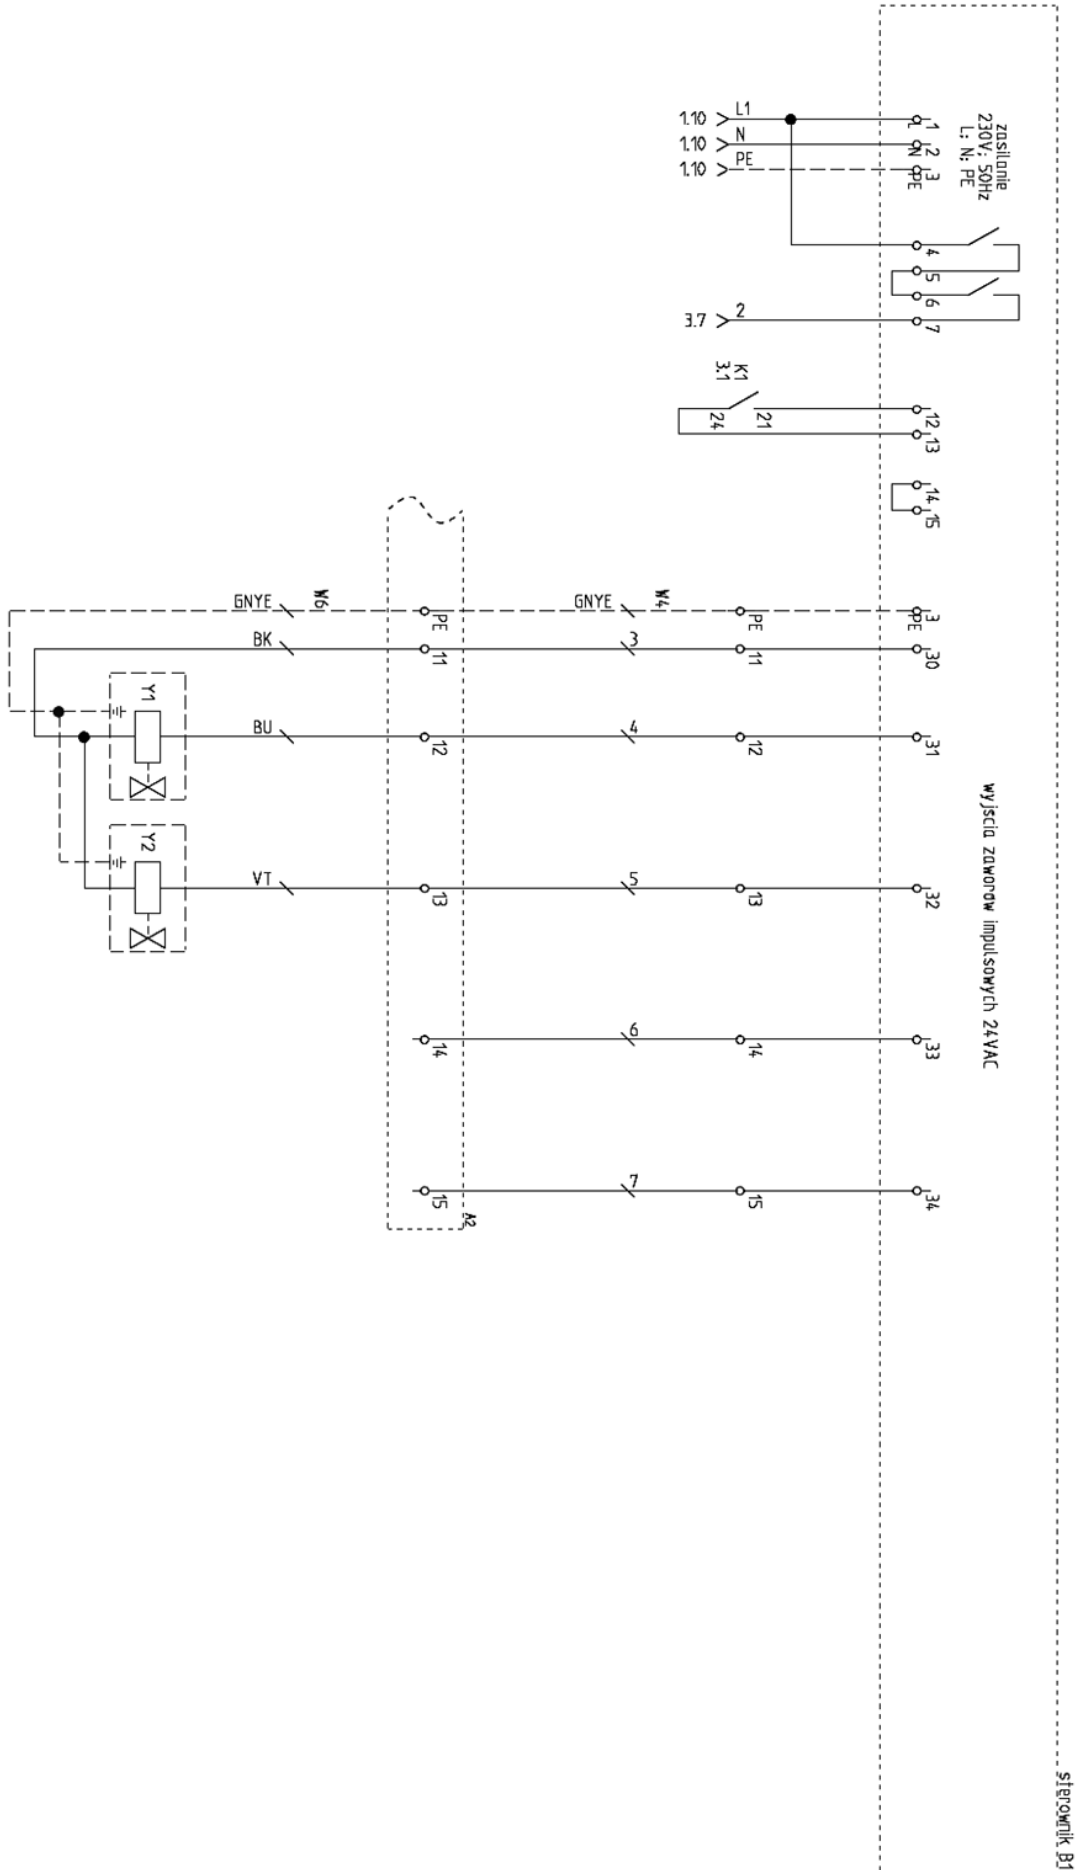 sterownik B1
zasilanie
230V; 50Hz
L; N; PE
1.10 L1 L 1
1.10 N N 2
1.10 PE PE 3
4
5
6
3.7 2 7
K1
3.1
24 21 12
13
14
15
GNYE W6 PE GNYE W4 PE PE 3
BK 11 3 11 30
Y1
BU 12 4 12 31
wyjscia zaworów impulsowych 24VAC
Y2
VT 13 5 13 32
14 6 14 33
15 7 15 34
A2